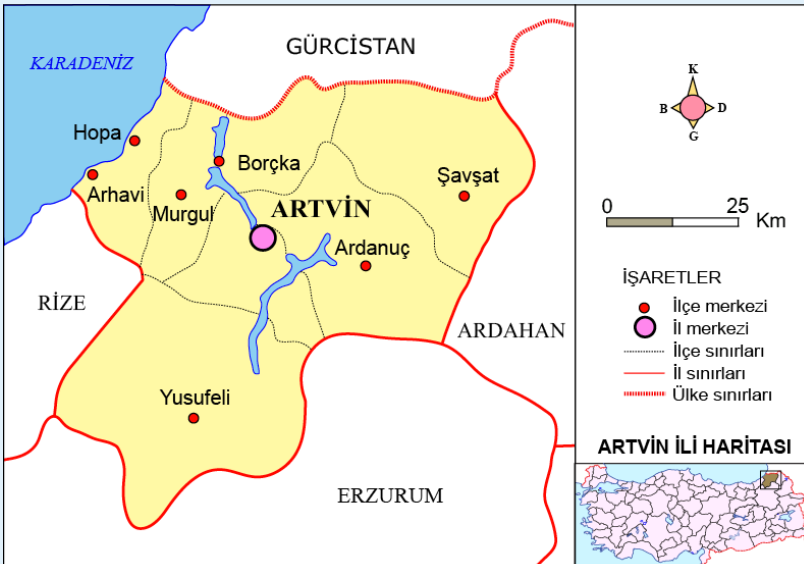 GÜRCİSTAN
KARADENİZ
Hopa
Borçka
Arhavi
Murgul
Şavşat
ARTVİN
Ardanuç
RİZE
ARDAHAN
Yusufeli
ERZURUM
K
B D
G
0 25
Km
İŞARETLER
İlçe merkezi
İl merkezi
İlçe sınırları
İl sınırları
Ülke sınırları
ARTVİN İLİ HARİTASI